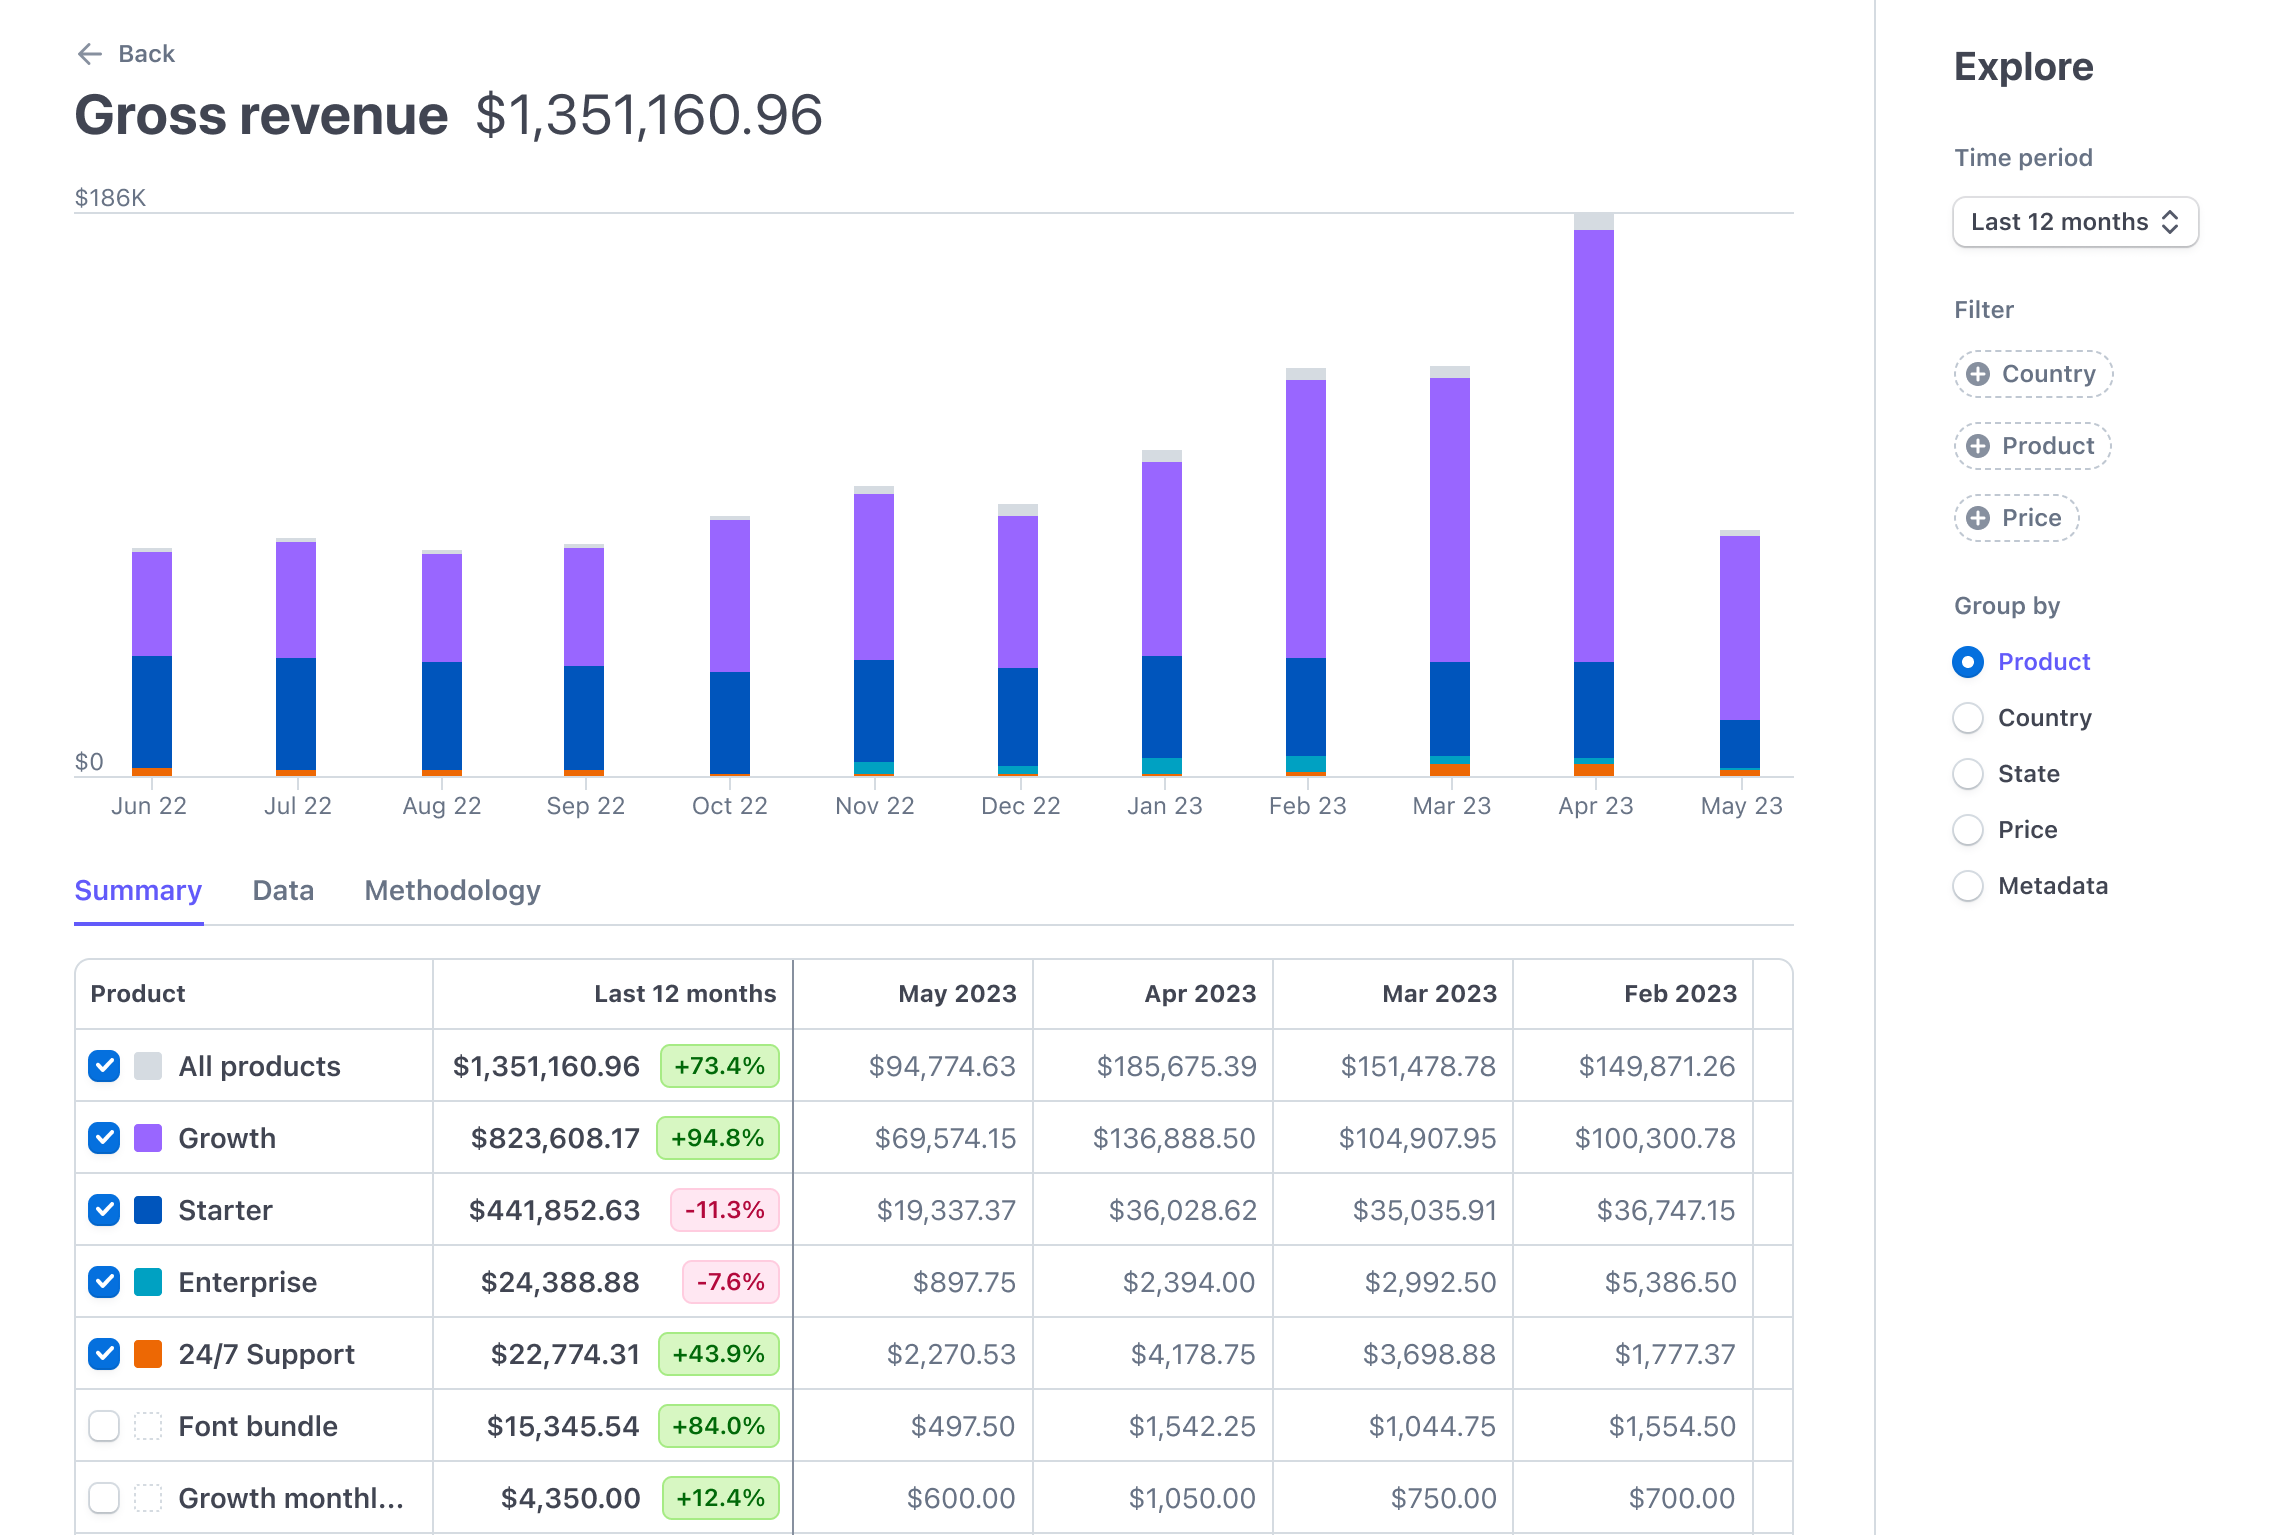 Back
Gross revenue $1,351,160.96
$186K
$0
Jun 22 Jul 22 Aug 22 Sep 22 Oct 22 Nov 22 Dec 22 Jan 23 Feb 23 Mar 23 Apr 23 May 23
Summary Data Methodology
Product Last 12 months May 2023 Apr 2023 Mar 2023 Feb 2023
All products $1,351,160.96 +73.4% $94,774.63 $185,675.39 $151,478.78 $149,871.26
Growth $823,608.17 +94.8% $69,574.15 $136,888.50 $104,907.95 $100,300.78
Starter $441,852.63 -11.3% $19,337.37 $36,028.62 $35,035.91 $36,747.15
Enterprise $24,388.88 -7.6% $897.75 $2,394.00 $2,992.50 $5,386.50
24/7 Support $22,774.31 +43.9% $2,270.53 $4,178.75 $3,698.88 $1,777.37
Font bundle $15,345.54 +84.0% $497.50 $1,542.25 $1,044.75 $1,554.50
Growth monthl... $4,350.00 +12.4% $600.00 $1,050.00 $750.00 $700.00
Explore
Time period
Last 12 months
Filter
Country
Product
Price
Group by
Product
Country
State
Price
Metadata